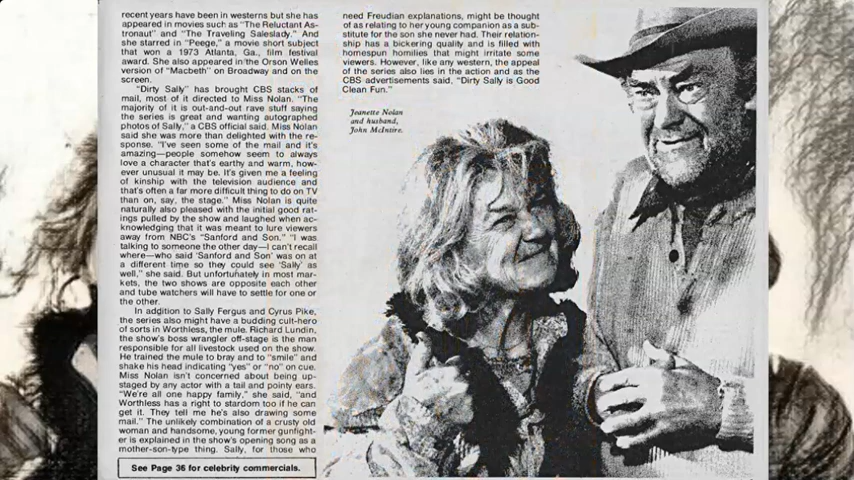 recent years have been in westerns but she has
appeared in movies such as "The Reluctant As-
tronaut" and "The Traveling Saleslady." And
she starred in "Peege," a movie short subject
that won a 1973 Atlanta, Ga., film festival
award. She also appeared in the Orson Welles
version of "Macbeth" on Broadway and on the
screen.
"Dirty Sally" has brought CBS stacks of
mail, most of it directed to Miss Nolan. "The
majority of it is out-and-out rave stuff saying
the series is great and wanting autographed
photos of Sally," a CBS official said. Miss Nolan
said she was more than delighted with the re-
sponse. "I've seen some of the mail and it's
amazing—people somehow seem to always
love a character that's earthy and warm, how-
ever unusual it may be. It's given me a feeling
of kinship with the television audience and
that's often a far more difficult thing to do on TV
than on, say, the stage." Miss Nolan is quite
naturally also pleased with the initial good rat-
ings pulled by the show and laughed when ac-
knowledging that it was meant to lure viewers
away from NBC's "Sanford and Son." "I was
talking to someone the other day—I can't recall
where—who said 'Sanford and Son' was on at
a different time so they could see 'Sally' as
well," she said. But unfortunately in most mar-
kets, the two shows are opposite each other
and tube watchers will have to settle for one or
the other.
In addition to Sally Fergus and Cyrus Pike,
the series also might have a budding cult-hero
of sorts in Worthless, the mule. Richard Lundin,
the show's boss wrangler off-stage is the man
responsible for all livestock used on the show.
He trained the mule to bray and to "smile" and
shake his head indicating "yes" or "no" on cue.
Miss Nolan isn't concerned about being up-
staged by any actor with a tail and pointy ears.
"We're all one happy family," she said, "and
Worthless has a right to stardom too if he can
get it. They tell me he's also drawing some
mail." The unlikely combination of a crusty old
woman and handsome, young former gunfight-
er is explained in the show's opening song as a
mother-son-type thing. Sally, for those who
See Page 36 for celebrity commercials.
need Freudian explanations, might be thought
of as relating to her young companion as a sub-
stitute for the son she never had. Their relation-
ship has a bickering quality and is filled with
homespun homilies that might irritate some
viewers. However, like any western, the appeal
of the series also lies in the action and as the
CBS advertisements said, "Dirty Sally is Good
Clean Fun."
Jeanette Nolan
and husband,
John McIntire.